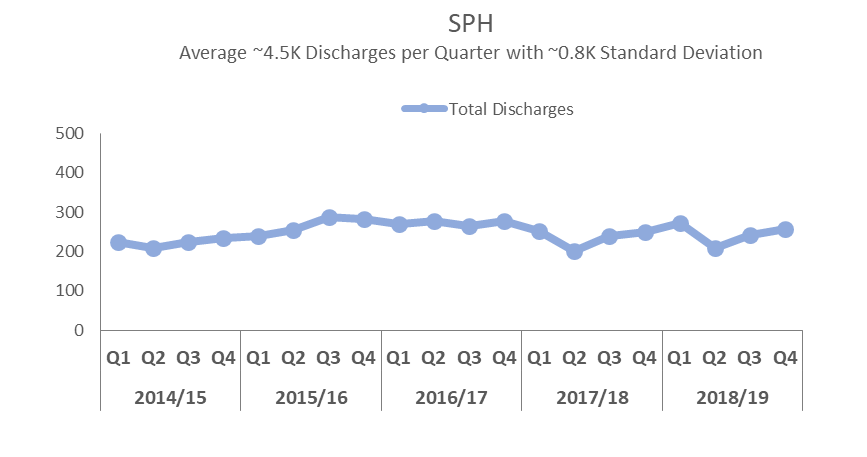 SPH
Average ~4.5K Discharges per Quarter with ~0.8K Standard Deviation
Total Discharges
500
400
300
200
100
0
Q1 Q2 Q3 Q4 Q1 Q2 Q3 Q4 Q1 Q2 Q3 Q4 Q1 Q2 Q3 Q4 Q1 Q2 Q3 Q4
2014/15 2015/16 2016/17 2017/18 2018/19